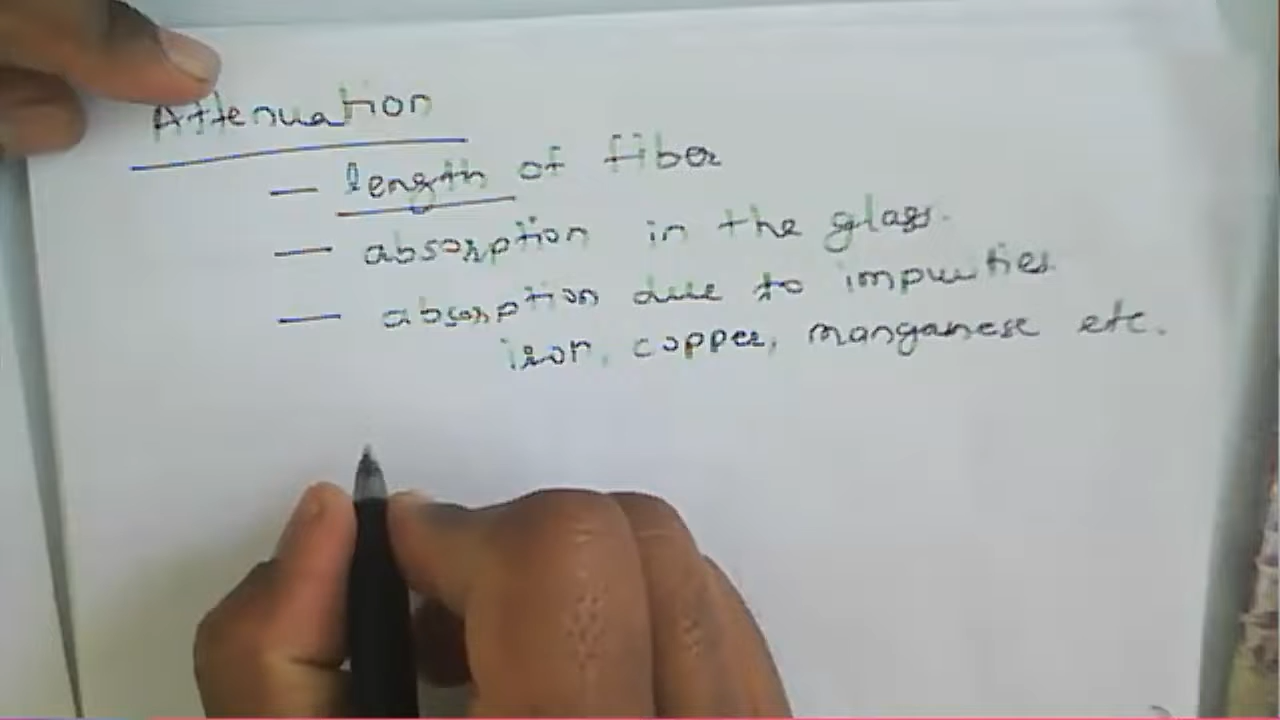 Attenuation
— length of fiber
— absorption in the glass.
— absorption due to impurities
iron, copper, manganese etc.